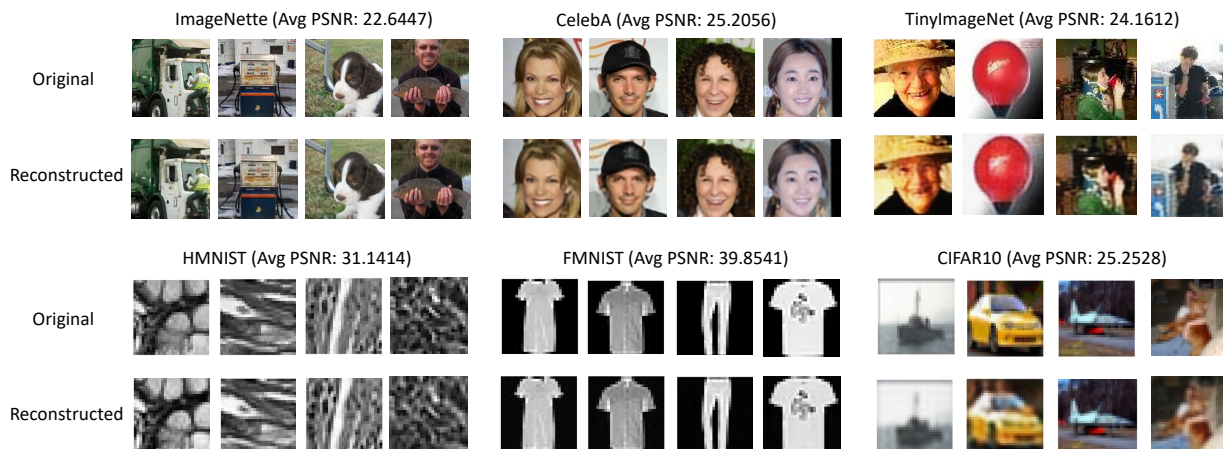 ImageNette (Avg PSNR: 22.6447)
CelebA (Avg PSNR: 25.2056)
TinyImageNet (Avg PSNR: 24.1612)
Original
Reconstructed
HMNIST (Avg PSNR: 31.1414)
FMNIST (Avg PSNR: 39.8541)
CIFAR10 (Avg PSNR: 25.2528)
Original
Reconstructed